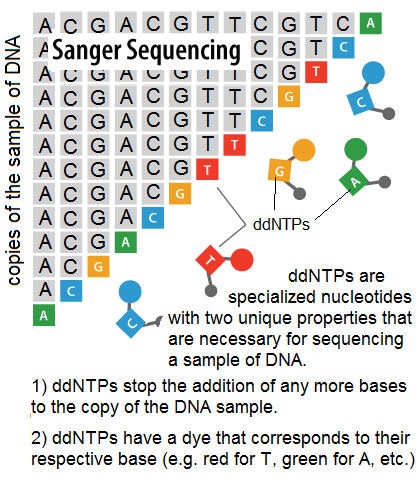 copies of the sample of DNA
A C G A C G T T C G T C A
Sanger Sequencing
C G T C
A C G A C G T T C G T
A C G A C G T T C G
A C G A C G T T C
A C G A C G T T
A C G A C G T
A C G A C G
A C G A C
A C G A
A C G
A C
A
C
G
A
ddNTPs
T
C
ddNTPs are
specialized nucleotides
with two unique properties that
are necessary for sequencing
a sample of DNA.
1) ddNTPs stop the addition of any more bases
to the copy of the DNA sample.
2) ddNTPs have a dye that corresponds to their
respective base (e.g. red for T, green for A, etc.)